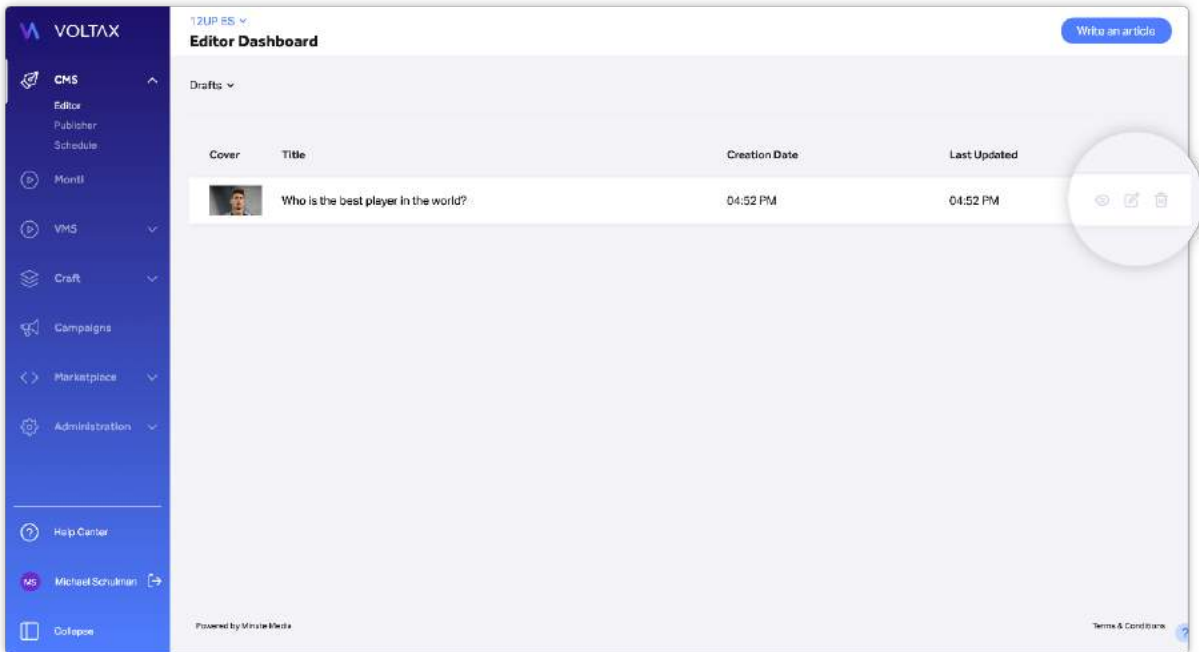 VOLTAX
12UP ES
Editor Dashboard
Write an article
CMS
Editor
Publisher
Schedule
Monti
VMS
Craft
Campaigns
Marketplace
Administration
Drafts
Cover Title Creation Date Last Updated
Who is the best player in the world? 04:52 PM 04:52 PM
Help Center
MS Michael Schulman
Collapse
Powered by Minute Media
Terms & Conditions
?